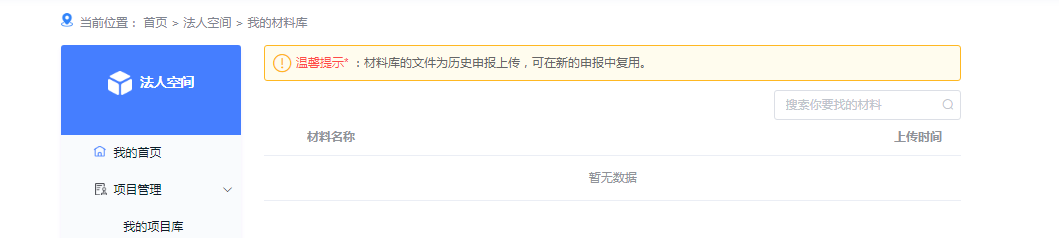 当前位置： 首页 > 法人空间 > 我的材料库
法人空间
我的首页
项目管理
我的项目库
温馨提示* ：材料库的文件为历史申报上传，可在新的申报中复用。
搜索你要找的材料
材料名称 上传时间
暂无数据